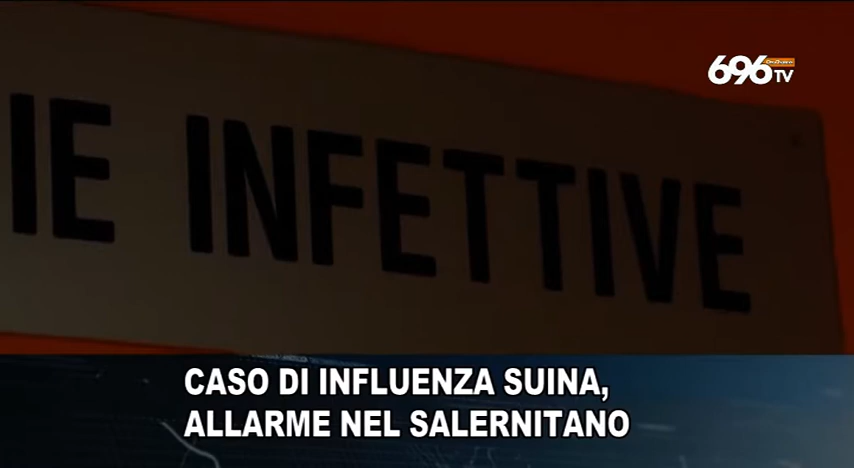 696 TV
IE INFETTIVE
CASO DI INFLUENZA SUINA,
ALLARME NEL SALERNITANO